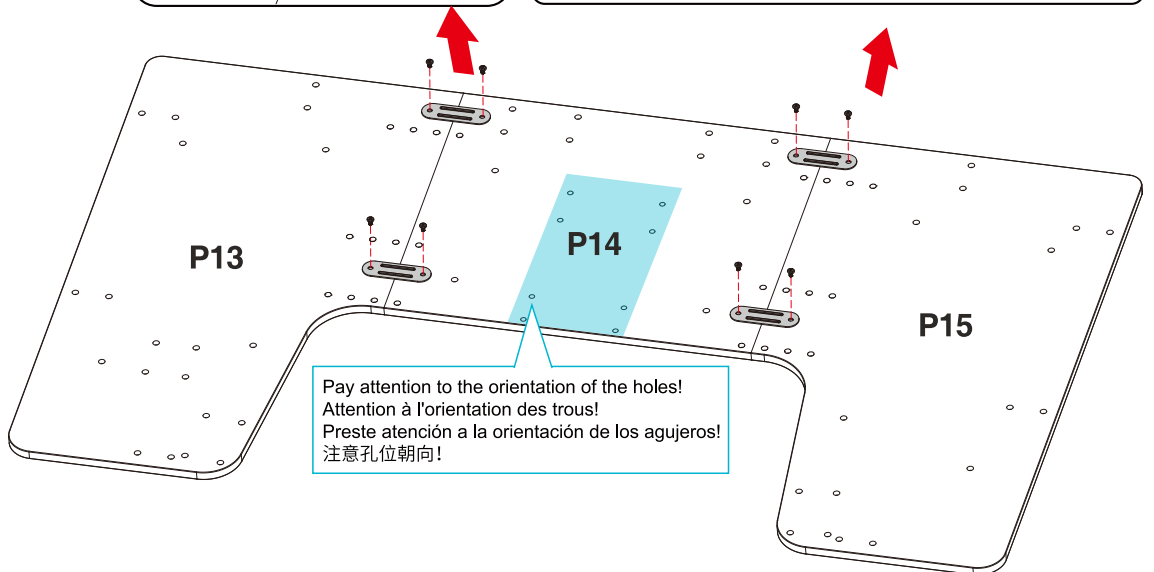 P13
P14
P15
Pay attention to the orientation of the holes!
Attention à l'orientation des trous!
Preste atención a la orientación de los agujeros!
注意孔位朝向!